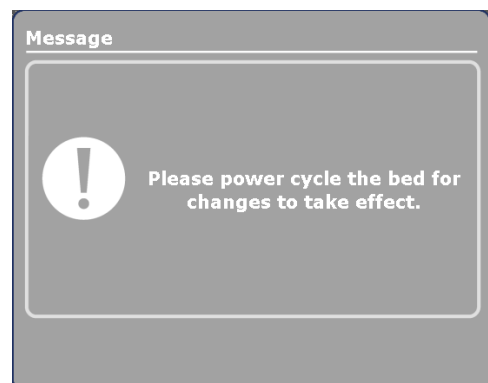 Message
Please power cycle the bed for
changes to take effect.